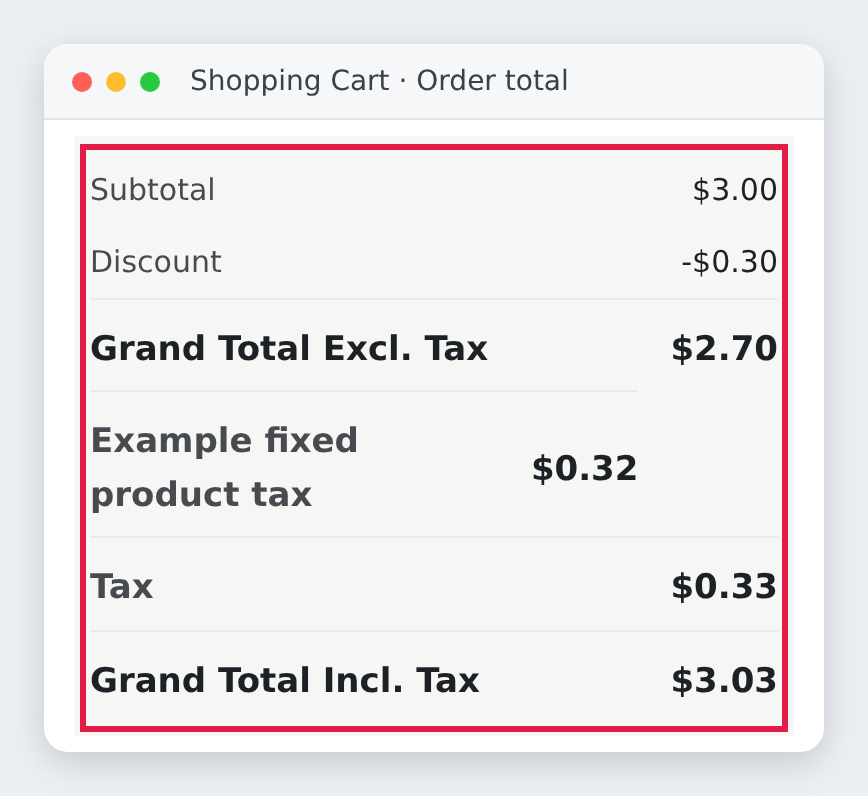 Shopping Cart · Order total
Subtotal $3.00
Discount -$0.30
Grand Total Excl. Tax $2.70
Example fixed
product tax $0.32
Tax $0.33
Grand Total Incl. Tax $3.03